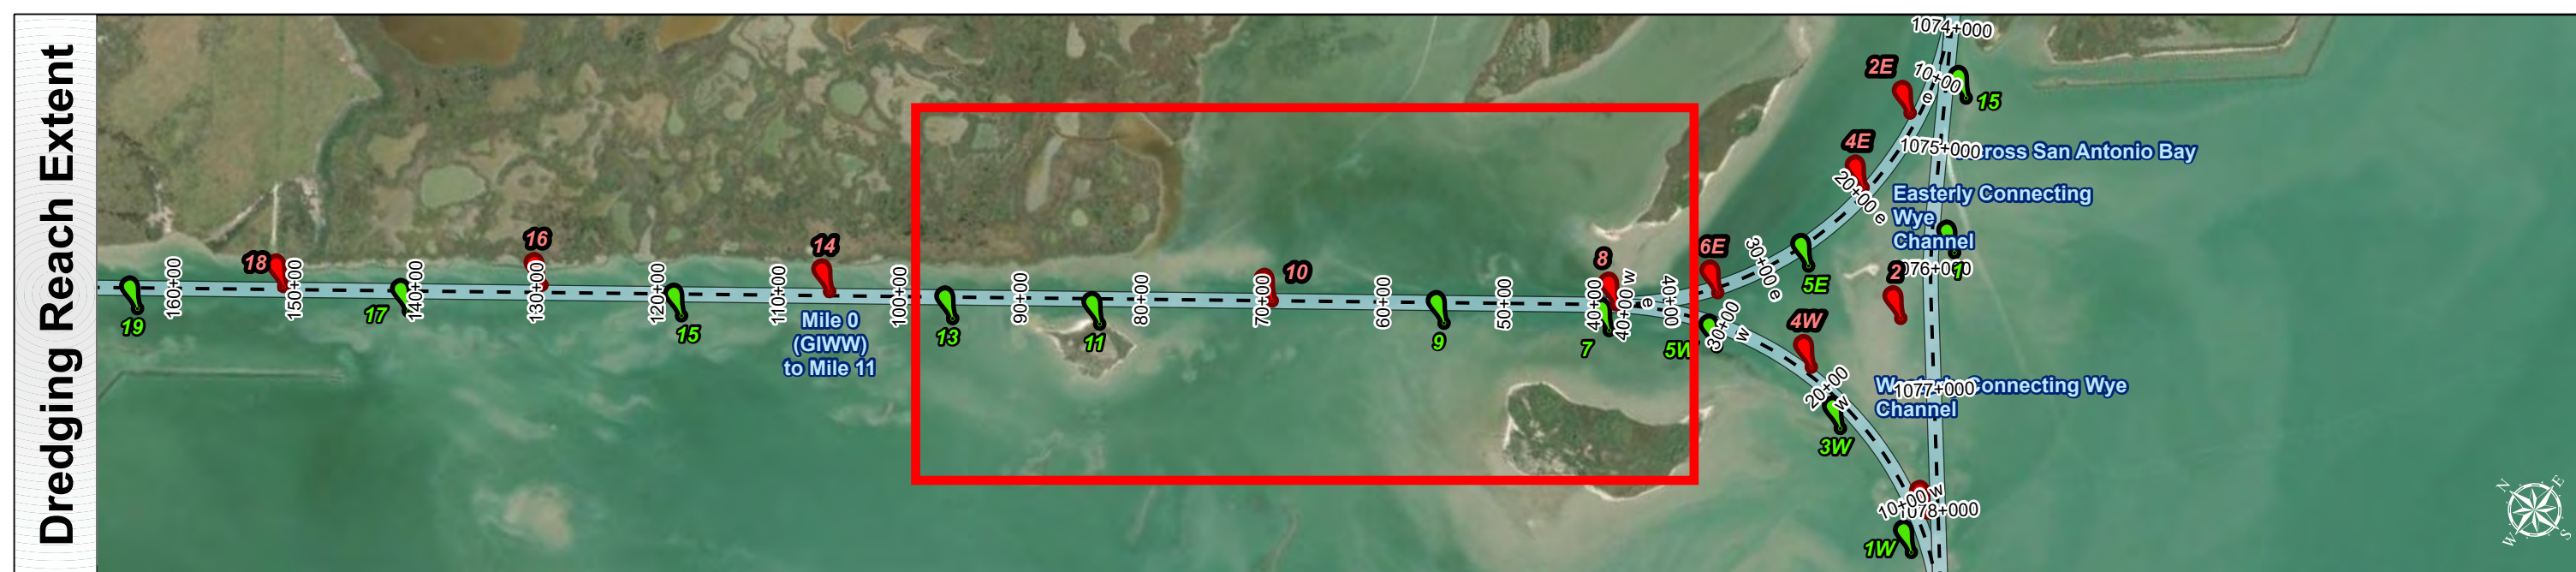 Dredging Reach Extent
1074+000
2E
10+00
e
15
4E
1075+000
cross San Antonio Bay
20+00 e
Easterly Connecting
Wye
Channel
16
14
6E
30+00 e
18
10
8
5E
2
1
160+00
150+00
140+00
130+00
120+00
110+00
100+00
90+00
80+00
70+00
60+00
50+00
40+00
40+00 w
e
40+00
30+00
w
19
17
15
Mile 0
(GIWW)
to Mile 11
13
11
9
7
5W
4W
20+00
w
1077+000
Connecting Wye
Channel
3W
10+00 w
1078+000
1W
N
E
W
S